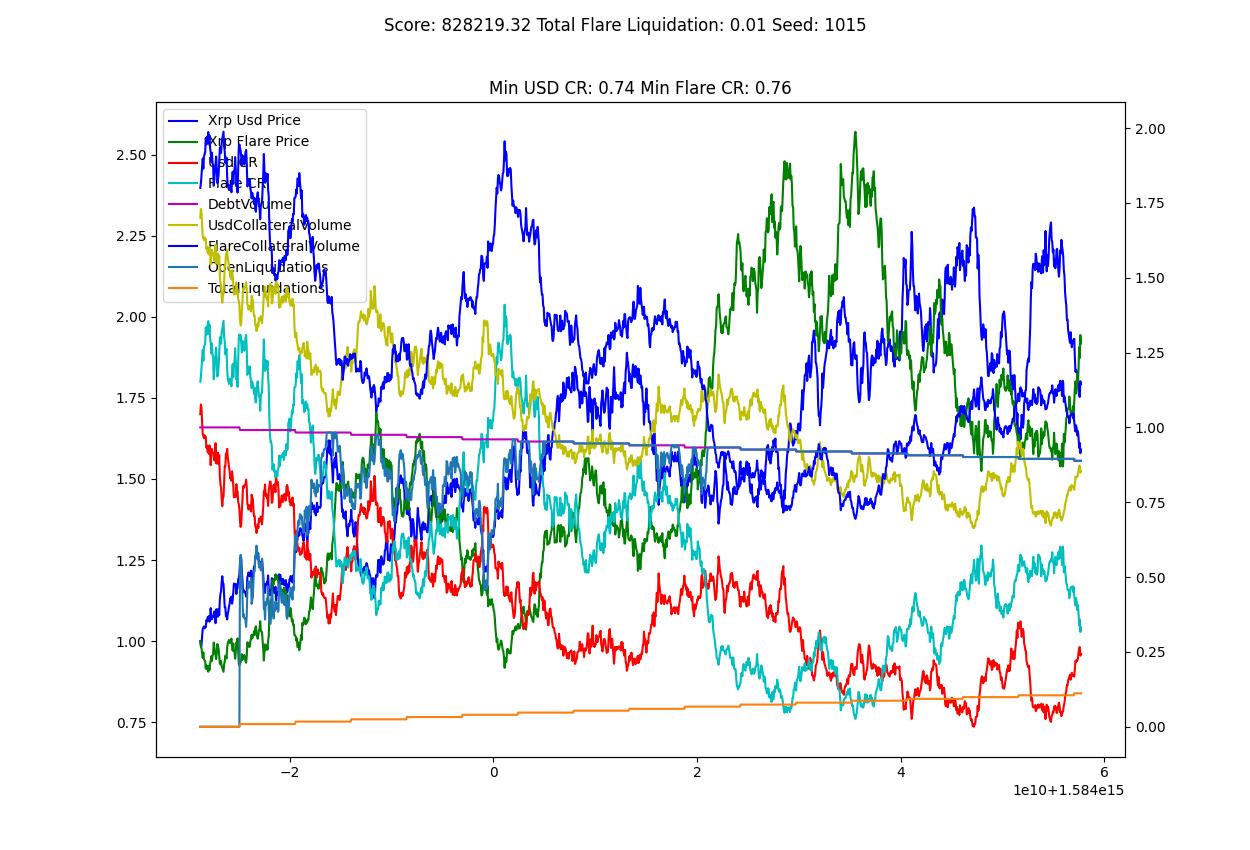 Score: 828219.32 Total Flare Liquidation: 0.01 Seed: 1015
Min USD CR: 0.74 Min Flare CR: 0.76
Xrp Usd Price
Xrp Flare Price
Usd CR
Flare CR
DebtVolume
UsdCollateralVolume
FlareCollateralVolume
OpenLiquidations
TotalLiquidations
2.50
2.25
2.00
1.75
1.50
1.25
1.00
0.75
2.00
1.75
1.50
1.25
1.00
0.75
0.50
0.25
0.00
−2 0 2 4 6
1e10+1.584e15